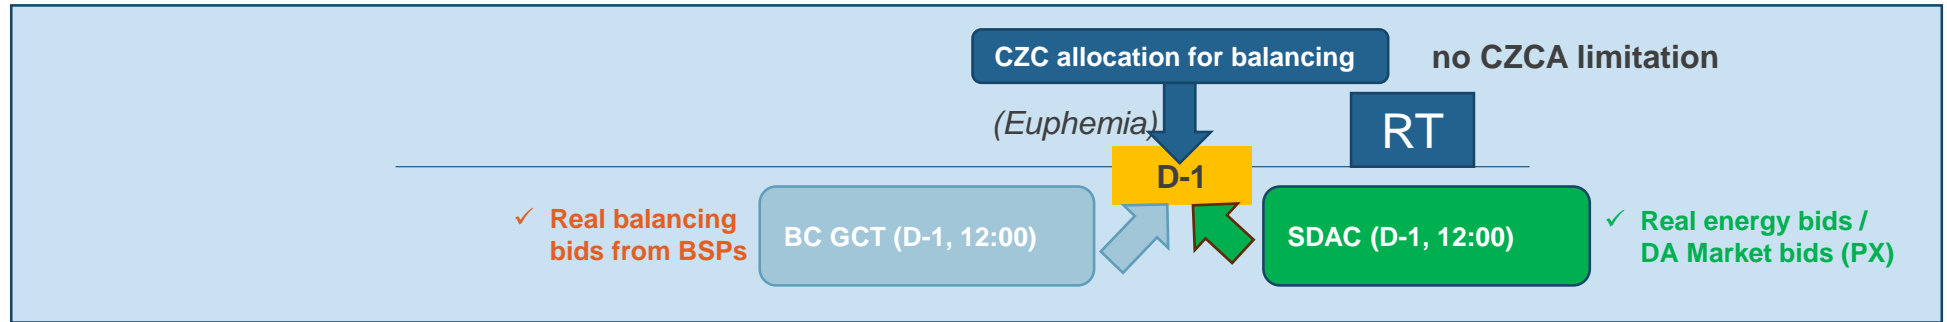 CZC allocation for balancing
no CZCA limitation
(Euphemia)
RT
D-1
✓ Real balancing
bids from BSPs
BC GCT (D-1, 12:00)
SDAC (D-1, 12:00)
✓ Real energy bids /
DA Market bids (PX)